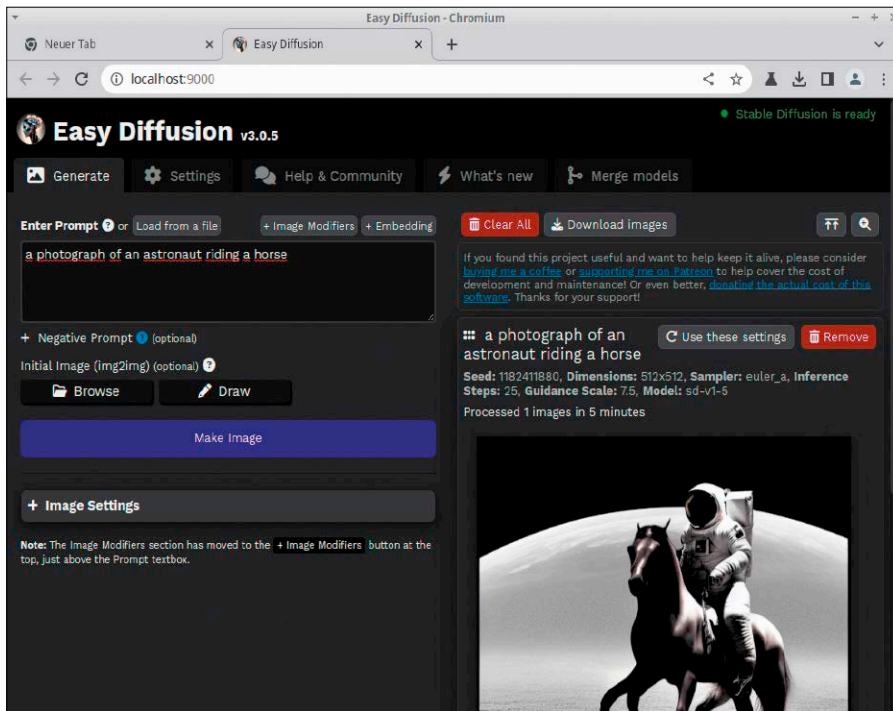 Easy Diffusion - Chromium
Neuer Tab
Easy Diffusion
localhost:9000
Stable Diffusion is ready
Easy Diffusion v3.0.5
Generate
Settings
Help & Community
What's new
Merge models
Enter Prompt ? or Load from a file
+ Image Modifiers
+ Embedding
a photograph of an astronaut riding a horse
+ Negative Prompt ? (optional)
Initial Image (img2img) (optional) ?
Browse
Draw
Make Image
+ Image Settings
Note: The Image Modifiers section has moved to the + Image Modifiers button at the
top, just above the Prompt textbox.
Clear All
Download images
If you found this project useful and want to help keep it alive, please consider
buying me a coffee or supporting me on Patreon to help cover the cost of
development and maintenance! Or even better, donating the actual cost of this
software. Thanks for your support!
a photograph of an
astronaut riding a horse
Use these settings
Remove
Seed: 1182411880, Dimensions: 512x512, Sampler: euler_a, Inference
Steps: 25, Guidance Scale: 7.5, Model: sd-v1-5
Processed 1 images in 5 minutes